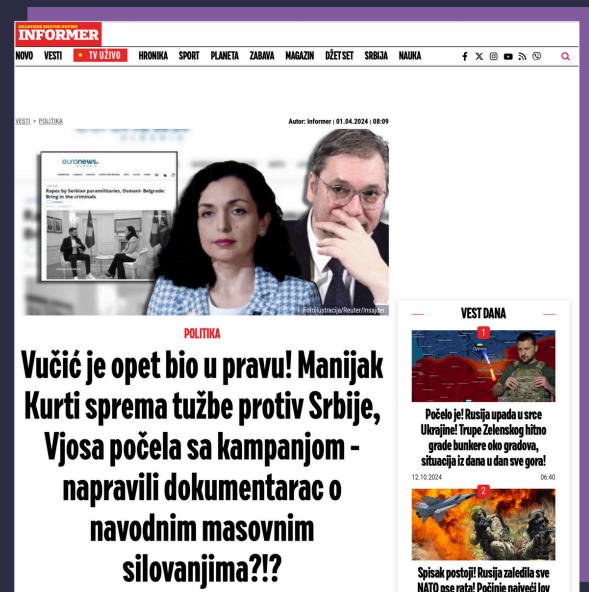 NEZAVISNE DNEVNE NOVINE
INFORMER
NOVO VESTI • TV UŽIVO HRONIKA SPORT PLANETA ZABAVA MAGAZIN DŽET SET SRBIJA NAUKA
VESTI > POLITIKA
Autor: Informer | 01.04.2024 | 08:09
euronews.
ALBANIA
Rapes by Serbian paramilitaries, Osmani- Belgrade:
Bring in the criminals
Fotoilustracija/Reuter/Insajder
POLITIKA
Vučić je opet bio u pravu! Manijak
Kurti sprema tužbe protiv Srbije,
Vjosa počela sa kampanjom -
napravili dokumentarac o
navodnim masovnim
silovanjima?!?
VEST DANA
1
Počelo je! Rusija upada u srce
Ukrajine! Trupe Zelenskog hitno
grade bunkere oko gradova,
situacija iz dana u dan sve gora!
12.10.2024 06:40
2
Spisak postoji! Rusija zaledila sve
NATO pse rata! Počinje najveći lov